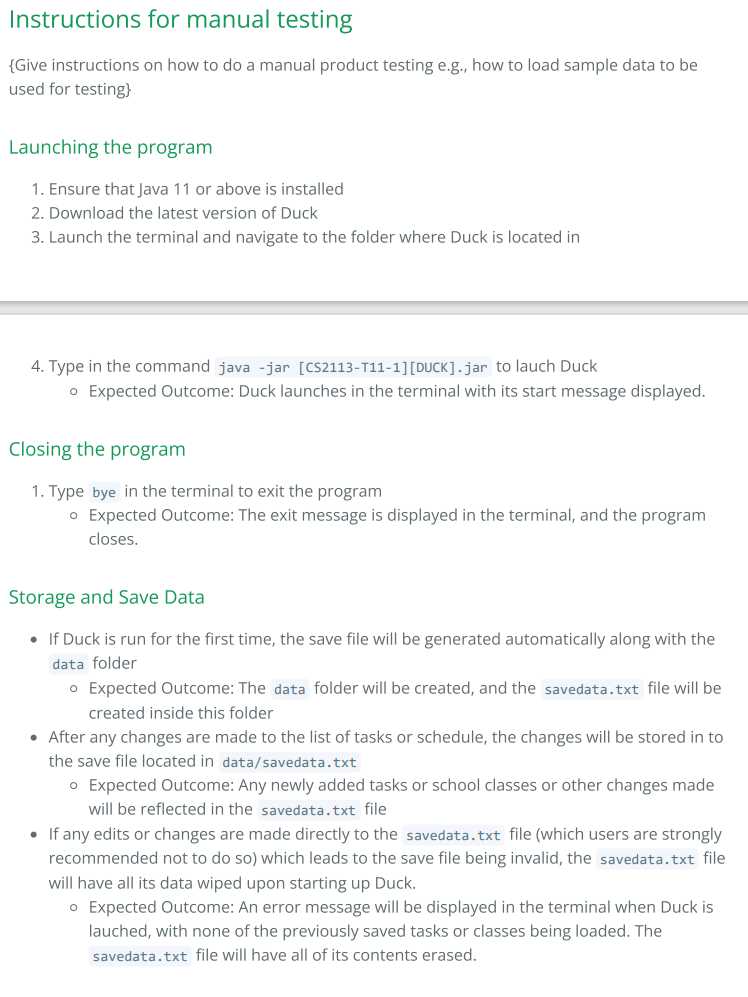 Instructions for manual testing
{Give instructions on how to do a manual product testing e.g., how to load sample data to be
used for testing}
Launching the program
1. Ensure that Java 11 or above is installed
2. Download the latest version of Duck
3. Launch the terminal and navigate to the folder where Duck is located in
4. Type in the command java -jar [CS2113-T11-1][DUCK].jar to lauch Duck
○ Expected Outcome: Duck launches in the terminal with its start message displayed.
Closing the program
1. Type bye in the terminal to exit the program
○ Expected Outcome: The exit message is displayed in the terminal, and the program
closes.
Storage and Save Data
• If Duck is run for the first time, the save file will be generated automatically along with the
data folder
○ Expected Outcome: The data folder will be created, and the savedata.txt file will be
created inside this folder
• After any changes are made to the list of tasks or schedule, the changes will be stored in to
the save file located in data/savedata.txt
○ Expected Outcome: Any newly added tasks or school classes or other changes made
will be reflected in the savedata.txt file
• If any edits or changes are made directly to the savedata.txt file (which users are strongly
recommended not to do so) which leads to the save file being invalid, the savedata.txt file
will have all its data wiped upon starting up Duck.
○ Expected Outcome: An error message will be displayed in the terminal when Duck is
lauched, with none of the previously saved tasks or classes being loaded. The
savedata.txt file will have all of its contents erased.